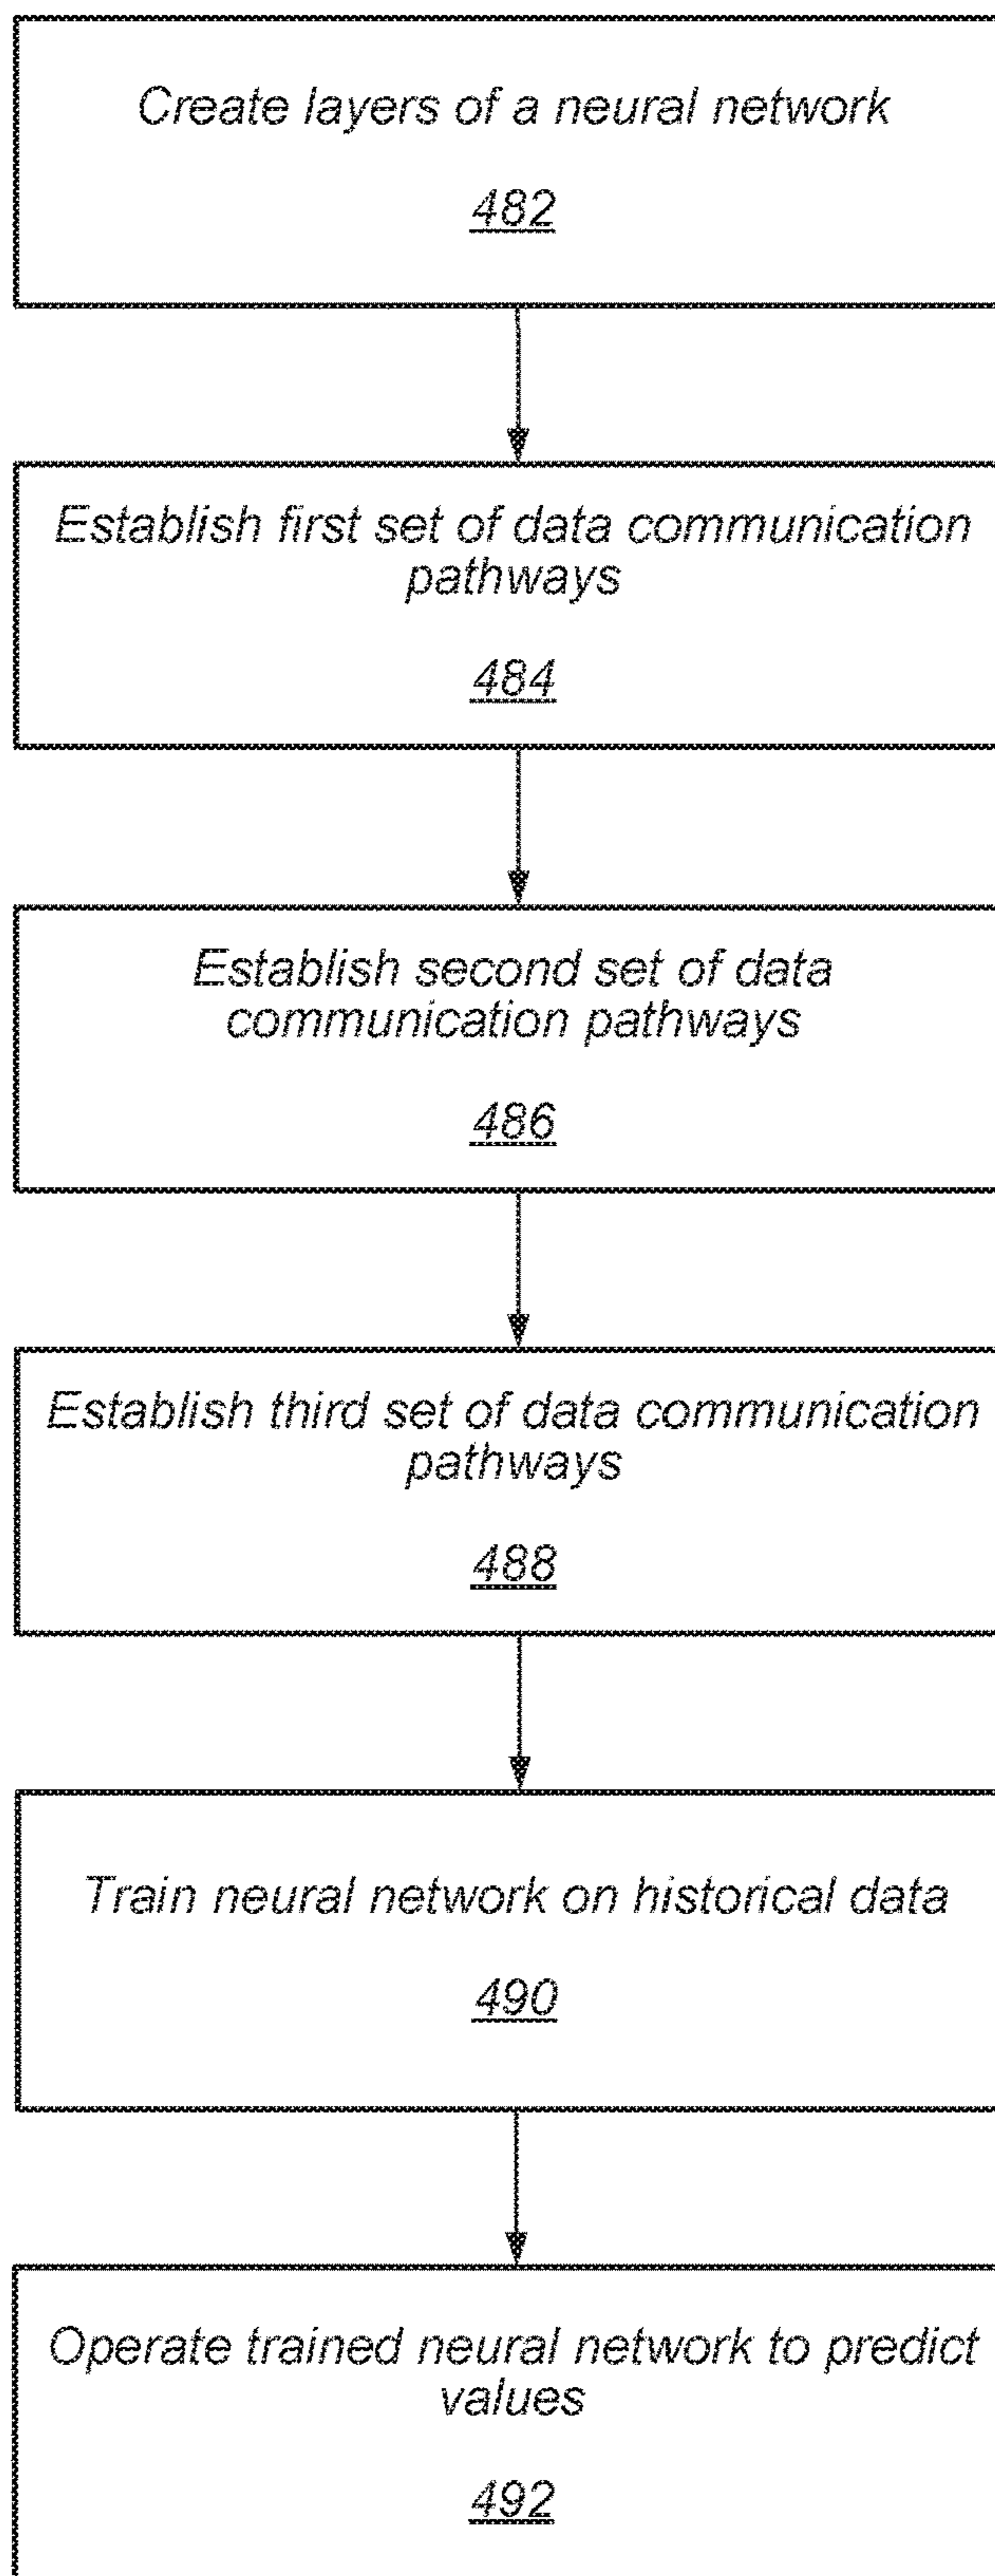 Create layers of a neural network
482
Establish first set of data communication
pathways
484
Establish second set of data
communication pathways
486
Establish third set of data communication
pathways
488
Train neural network on historical data
490
Operate trained neural network to predict
values
492